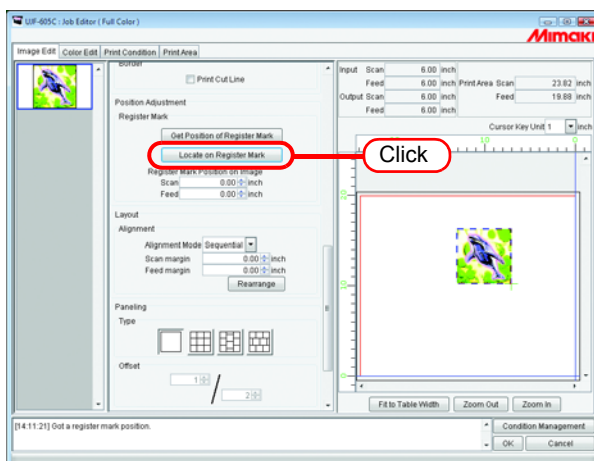 UJF-605C : Job Editor ( Full Color )
Mimaki
Image Edit Color Edit Print Condition Print Area
Border
Print Cut Line
Position Adjustment
Register Mark
Get Position of Register Mark
Locate on Register Mark
Click
Register Mark Position on Image
Scan 0.00 inch
Feed 0.00 inch
Layout
Alignment
Alignment Mode Sequential
Scan margin 0.00 inch
Feed margin 0.00 inch
Rearrange
Paneling
Type
Offset
1 / 2
Input Scan 6.00 inch
Feed 6.00 inch Print Area Scan 23.82 inch
Output Scan 6.00 inch Feed 19.88 inch
Feed 6.00 inch
Cursor Key Unit 1 inch
10 0
20
10
0
Fit to Table Width Zoom Out Zoom In
[14:11:21] Got a register mark position.
Condition Management
OK Cancel